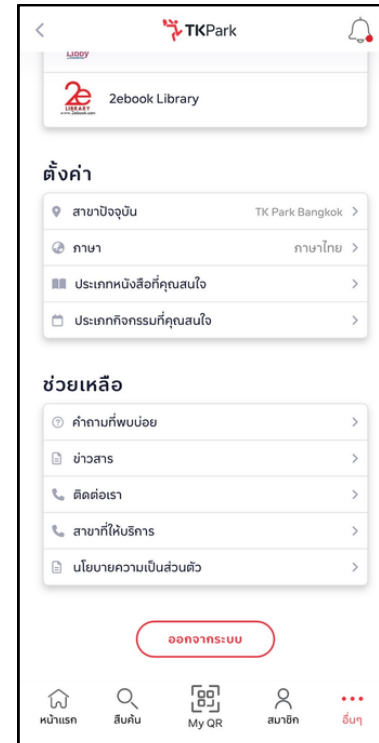 TKPark
Libby
2e
LIBRARY
www.2ebook.com
2ebook Library
ตั้งค่า
สาขาปัจจุบัน TK Park Bangkok
ภาษา ภาษาไทย
ประเภทหนังสือที่คุณสนใจ
ประเภทกิจกรรมที่คุณสนใจ
ช่วยเหลือ
คำถามที่พบบ่อย
ข่าวสาร
ติดต่อเรา
สาขาที่ให้บริการ
นโยบายความเป็นส่วนตัว
ออกจากระบบ
หน้าแรก สืบค้น My QR สมาชิก อื่นๆ